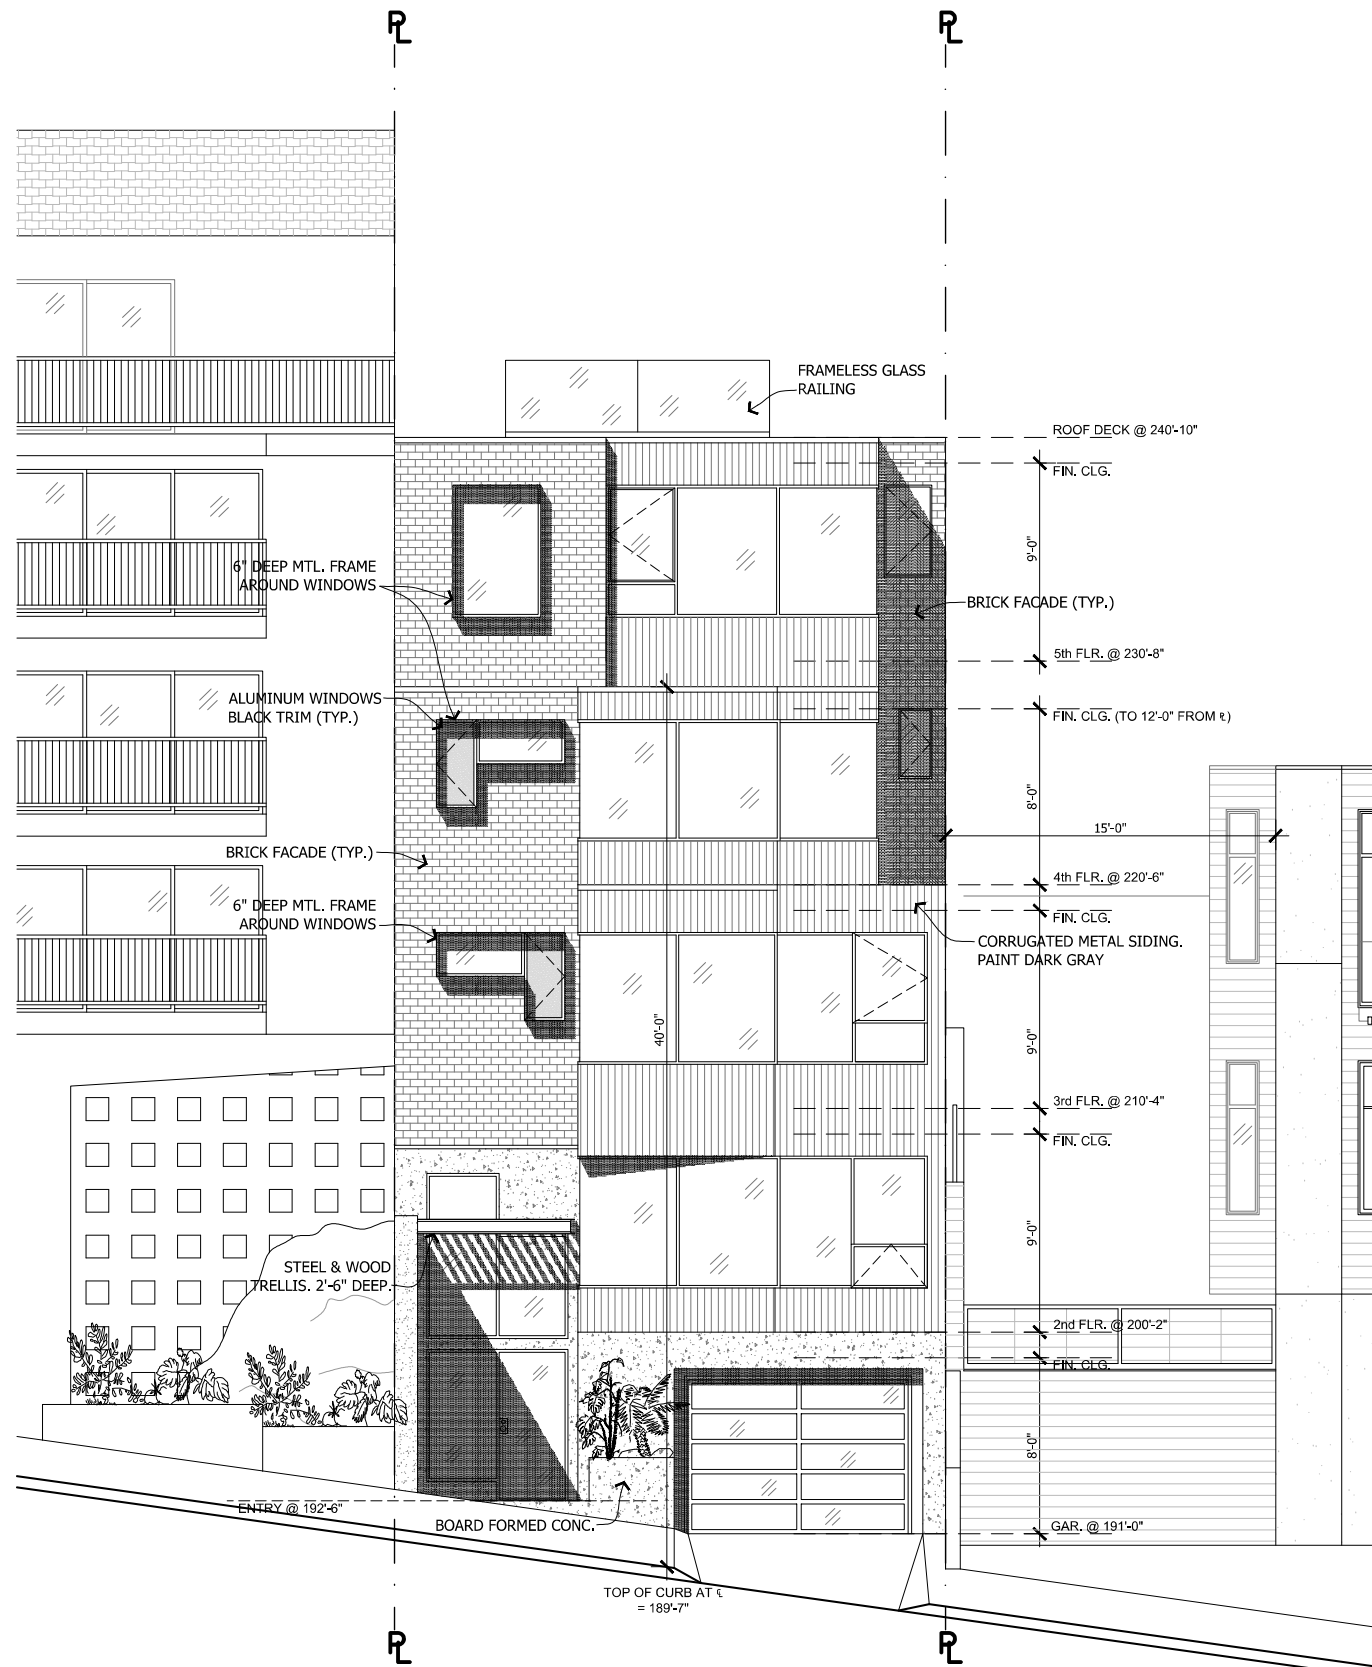 PL
PL
FRAMELESS GLASS
RAILING
ROOF DECK @ 240'-10"
FIN. CLG.
9'-0"
6" DEEP MTL. FRAME
AROUND WINDOWS
BRICK FACADE (TYP.)
5th FLR. @ 230'-8"
ALUMINUM WINDOWS
BLACK TRIM (TYP.)
FIN. CLG. (TO 12'-0" FROM ℄)
8'-0"
15'-0"
BRICK FACADE (TYP.)
4th FLR. @ 220'-6"
6" DEEP MTL. FRAME
AROUND WINDOWS
FIN. CLG.
CORRUGATED METAL SIDING.
PAINT DARK GRAY
40'-0"
9'-0"
3rd FLR. @ 210'-4"
FIN. CLG.
9'-0"
STEEL & WOOD
TRELLIS. 2'-6" DEEP.
2nd FLR. @ 200'-2"
FIN. CLG.
8'-0"
ENTRY @ 192'-6"
BOARD FORMED CONC.
GAR. @ 191'-0"
TOP OF CURB AT ℄
= 189'-7"
PL
PL